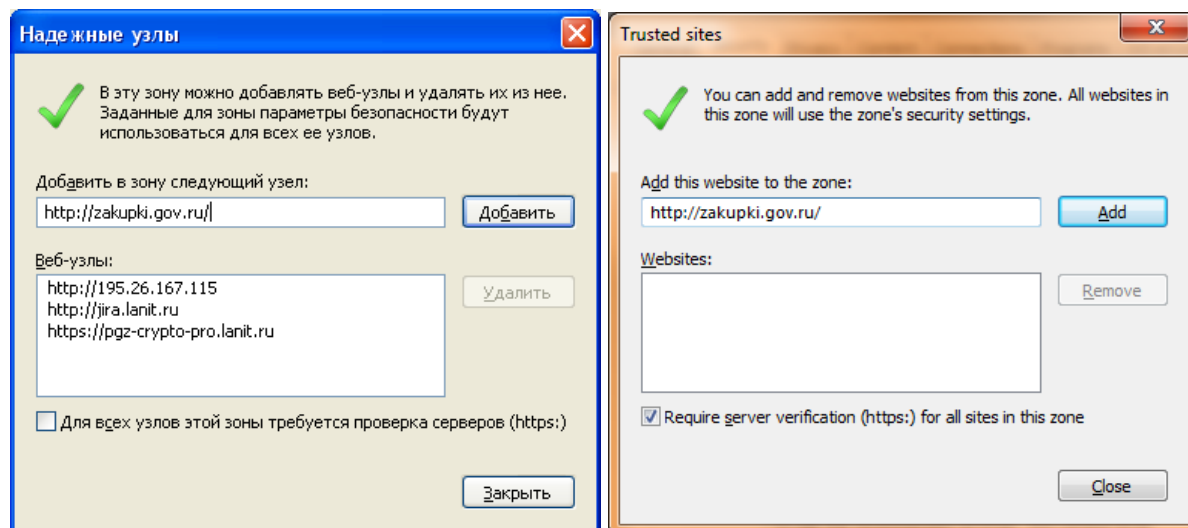 Надежные узлы
В эту зону можно добавлять веб-узлы и удалять их из нее.
Заданные для зоны параметры безопасности будут
использоваться для всех ее узлов.
Добавить в зону следующий узел:
http://zakupki.gov.ru/
Добавить
Веб-узлы:
http://195.26.167.115
http://jira.lanit.ru
https://pgz-crypto-pro.lanit.ru
Удалить
Для всех узлов этой зоны требуется проверка серверов (https:)
Закрыть
Trusted sites
You can add and remove websites from this zone. All websites in
this zone will use the zone's security settings.
Add this website to the zone:
http://zakupki.gov.ru/
Add
Websites:
Remove
Require server verification (https:) for all sites in this zone
Close